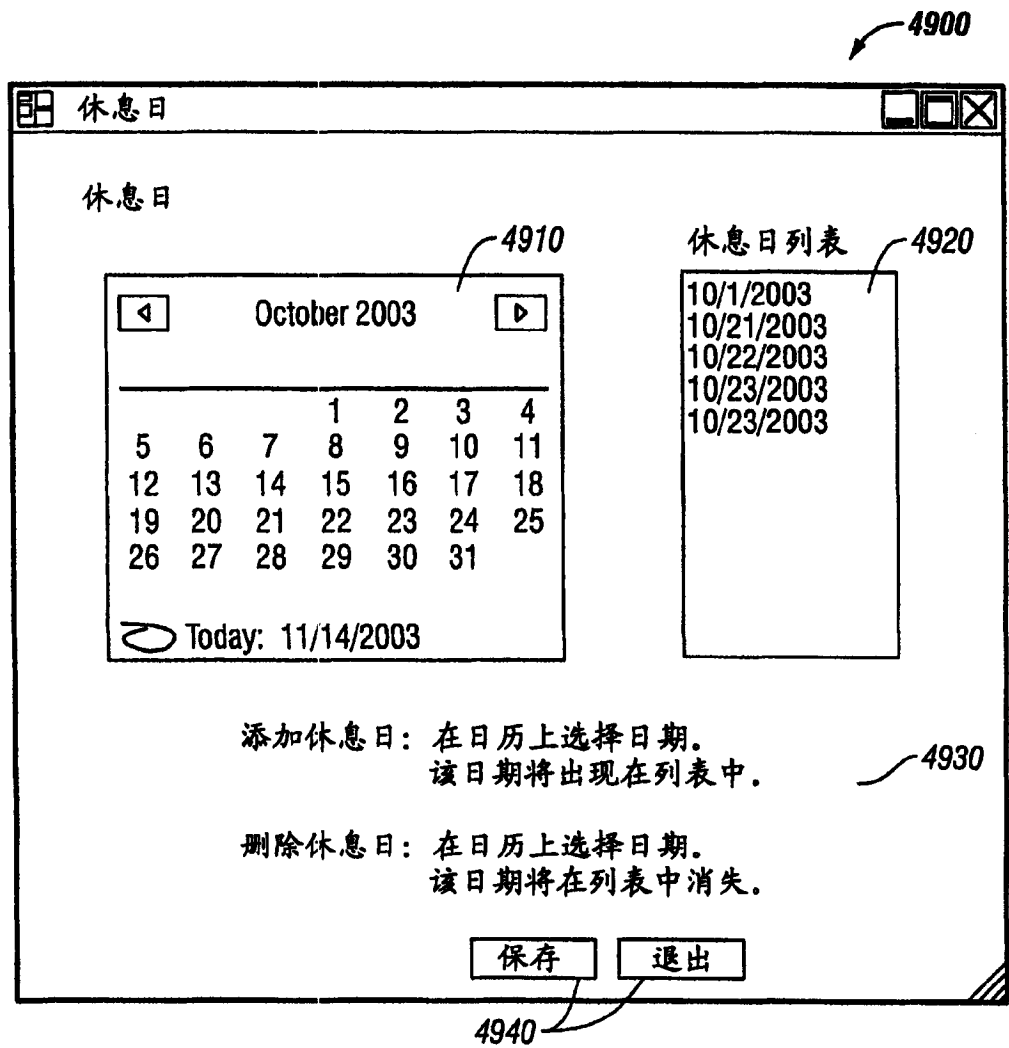 4900
休息日
休息日
4910
休息日列表
4920
October 2003
1 2 3 4
5 6 7 8 9 10 11
12 13 14 15 16 17 18
19 20 21 22 23 24 25
26 27 28 29 30 31
Today: 11/14/2003
10/1/2003
10/21/2003
10/22/2003
10/23/2003
10/23/2003
添加休息日: 在日历上选择日期.
该日期将出现在列表中.
4930
删除休息日: 在日历上选择日期.
该日期将在列表中消失.
保存
退出
4940